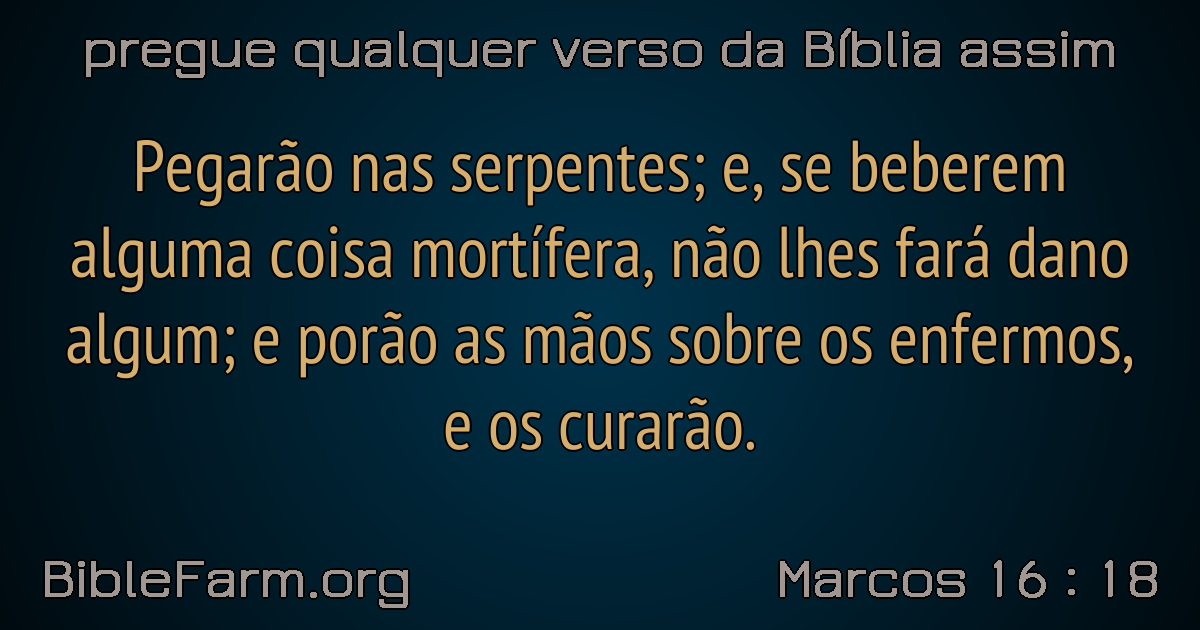 pregue qualquer verso da Bíblia assim
Pegarão nas serpentes; e, se beberem
alguma coisa mortífera, não lhes fará dano
algum; e porão as mãos sobre os enfermos,
e os curarão.
BibleFarm.org
Marcos 16 : 18